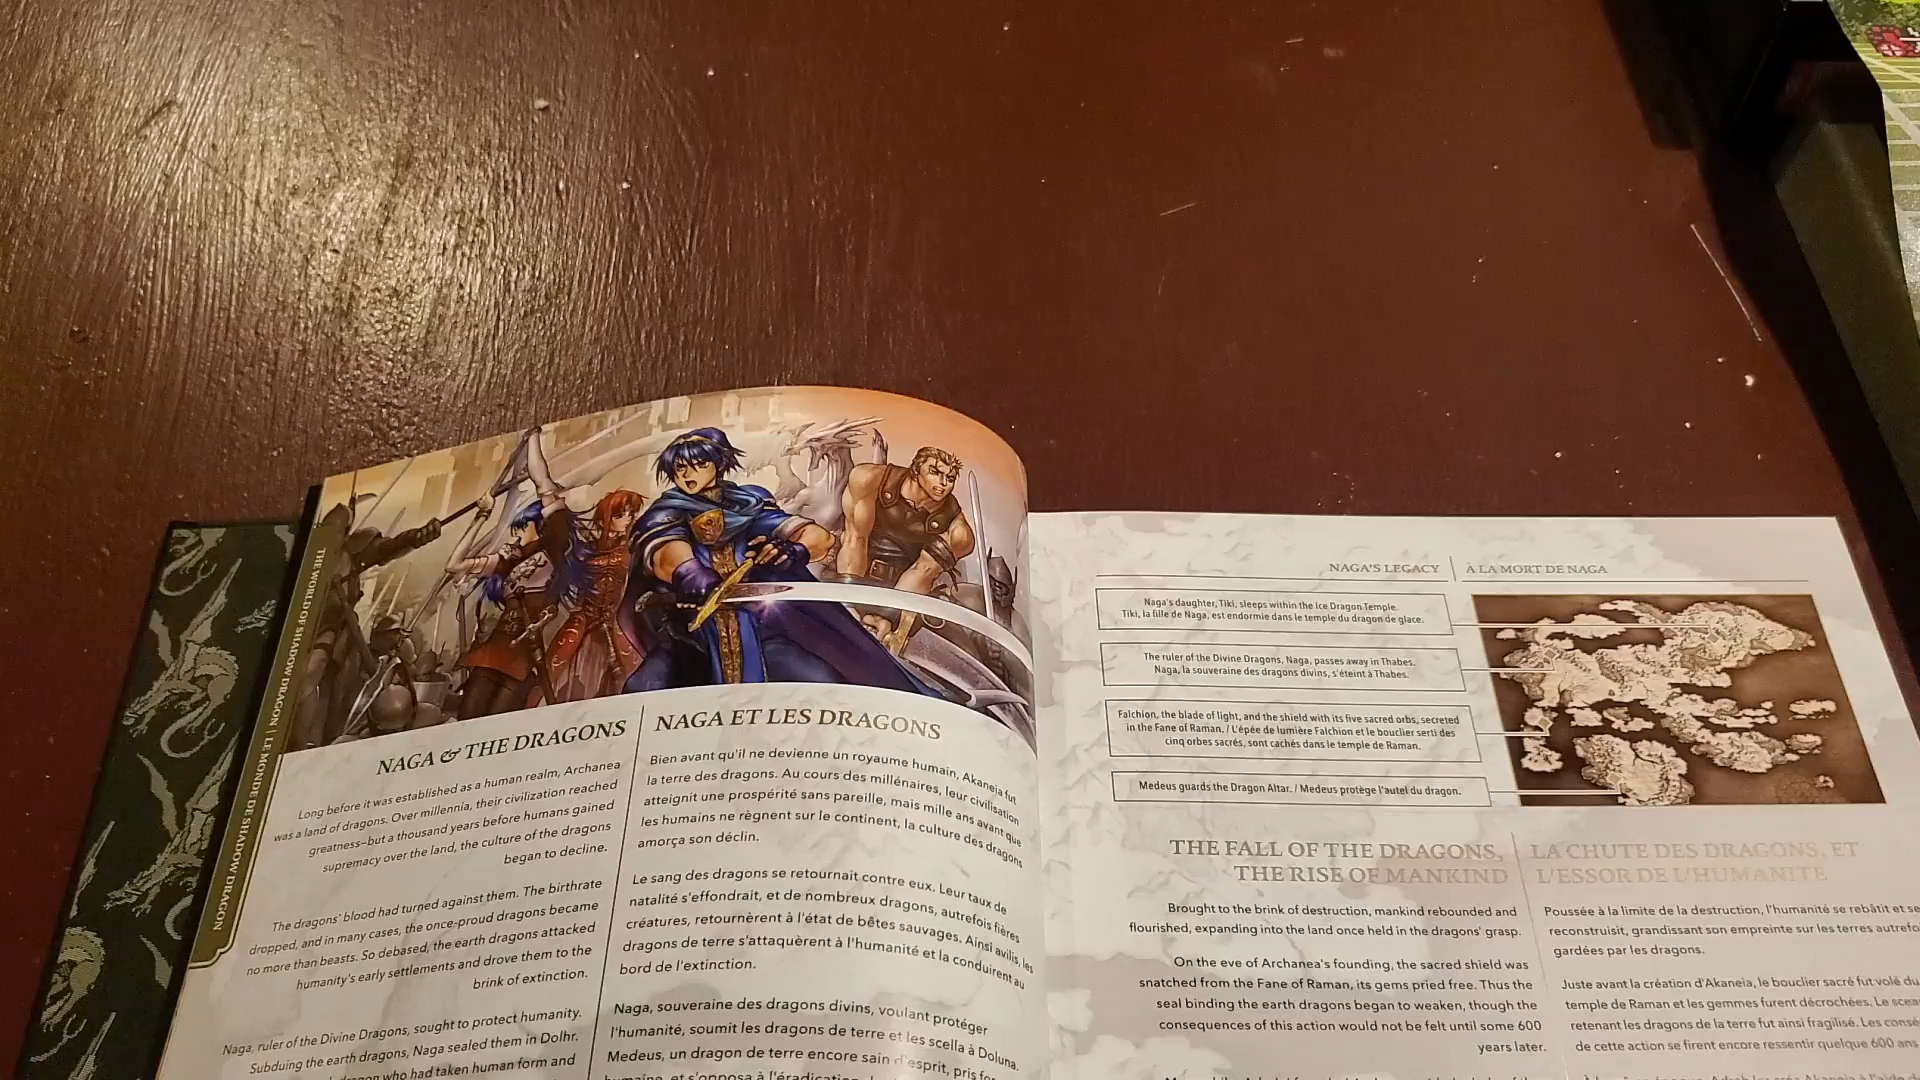 THE WORLD OF SHADOW DRAGON | LE MONDE DE SHADOW DRAGON
NAGA & THE DRAGONS
Long before it was established as a human realm, Archanea
was a land of dragons. Over millennia, their civilization reached
greatness—but a thousand years before humans gained
supremacy over the land, the culture of the dragons
began to decline.
The dragons' blood had turned against them. The birthrate
dropped, and in many cases, the once-proud dragons became
no more than beasts. So debased, the earth dragons attacked
humanity's early settlements and drove them to the
brink of extinction.
Naga, ruler of the Divine Dragons, sought to protect humanity.
Subduing the earth dragons, Naga sealed them in Dolhr.
who had taken human form and
NAGA ET LES DRAGONS
Bien avant qu'il ne devienne un royaume humain, Akaneia fut
la terre des dragons. Au cours des millénaires, leur civilisation
atteignit une prospérité sans pareille, mais mille ans avant que
les humains ne règnent sur le continent, la culture des dragons
amorça son déclin.
Le sang des dragons se retournait contre eux. Leur taux de
natalité s'effondrait, et de nombreux dragons, autrefois fières
créatures, retournèrent à l'état de bêtes sauvages. Ainsi avilis, les
dragons de terre s'attaquèrent à l'humanité et la conduirent au
bord de l'extinction.
Naga, souveraine des dragons divins, voulant protéger
l'humanité, soumit les dragons de terre et les scella à Doluna.
Medeus, un dragon de terre encore sain d'esprit, pris
et s'opposa à l'éradication
NAGA'S LEGACY
À LA MORT DE NAGA
Naga's daughter, Tiki, sleeps within the Ice Dragon Temple.
Tiki, la fille de Naga, est endormie dans le temple du dragon de glace.
The ruler of the Divine Dragons, Naga, passes away in Thabes.
Naga, la souveraine des dragons divins, s'éteint à Thabes.
Falchion, the blade of light, and the shield with its five sacred orbs, secreted
in the Fane of Raman. / L'épée de lumière Falchion et le bouclier serti des
cinq orbes sacrés, sont cachés dans le temple de Raman.
Medeus guards the Dragon Altar. / Medeus protège l'autel du dragon.
THE FALL OF THE DRAGONS,
THE RISE OF MANKIND
Brought to the brink of destruction, mankind rebounded and
flourished, expanding into the land once held in the dragons' grasp.
On the eve of Archanea's founding, the sacred shield was
snatched from the Fane of Raman, its gems pried free. Thus the
seal binding the earth dragons began to weaken, though the
consequences of this action would not be felt until some 600
years later.
LA CHUTE DES DRAGONS, ET
L'ESSOR DE L'HUMANITÉ
Poussée à la limite de la destruction, l'humanité se rebâtit et se
reconstruisit, grandissant son empreinte sur les terres
gardées par les dragons.
Juste avant la création d'Akaneia, le bouclier sacré fut volé du
temple de Raman et les gemmes furent décrochées. Le
retenant les dragons de la terre fut ainsi fragilisé. Les
de cette action se firent encore ressentir quelque 600 ans